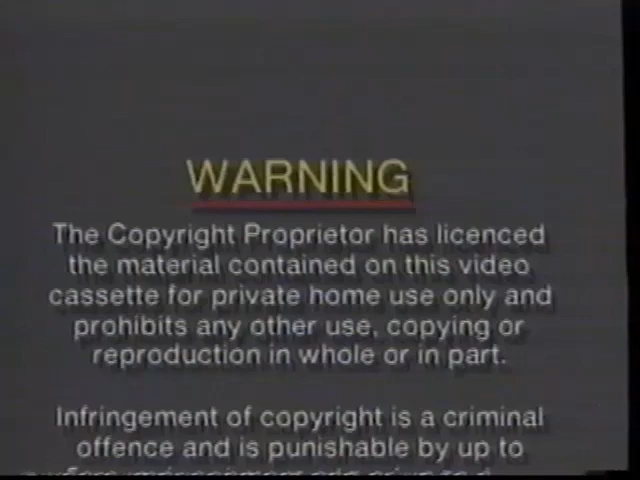 WARNING
The Copyright Proprietor has licenced
the material contained on this video
cassette for private home use only and
prohibits any other use, copying or
reproduction in whole or in part.
Infringement of copyright is a criminal
offence and is punishable by up to